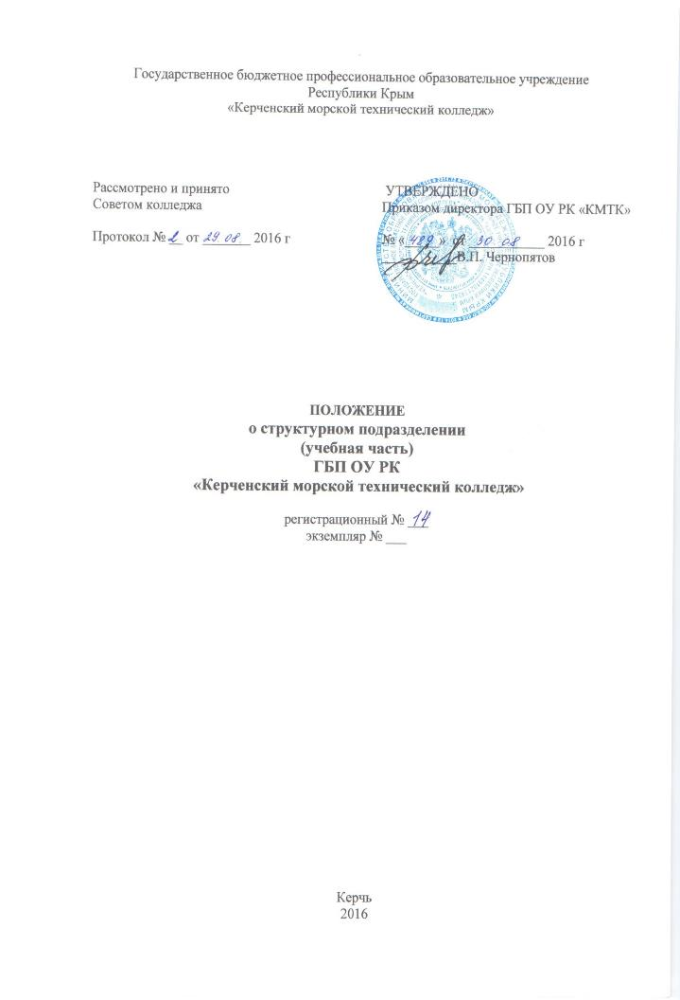 Государственное бюджетное профессиональное образовательное учреждение
Республики Крым
«Керченский морской технический колледж»
Рассмотрено и принято
Советом колледжа
Протокол № 2 от 29.08 2016 г
УТВЕРЖДЕНО
Приказом директора ГБП ОУ РК «КМТК»
№ « 489 » от 30.08 2016 г
В.П. Чернопятов
ПОЛОЖЕНИЕ
о структурном подразделении
(учебная часть)
ГБП ОУ РК
«Керченский морской технический колледж»
регистрационный № 14
экземпляр № ___
Керчь
2016